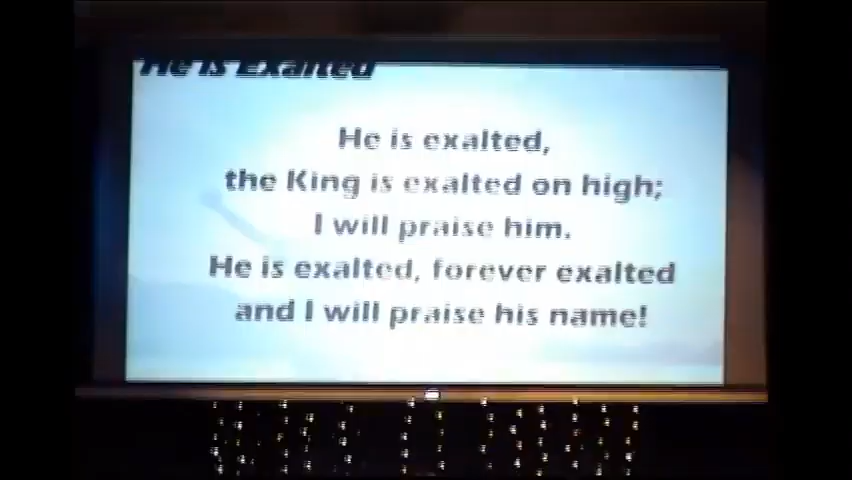 He is Exalted
He is exalted,
the King is exalted on high;
I will praise him.
He is exalted, forever exalted
and I will praise his name!